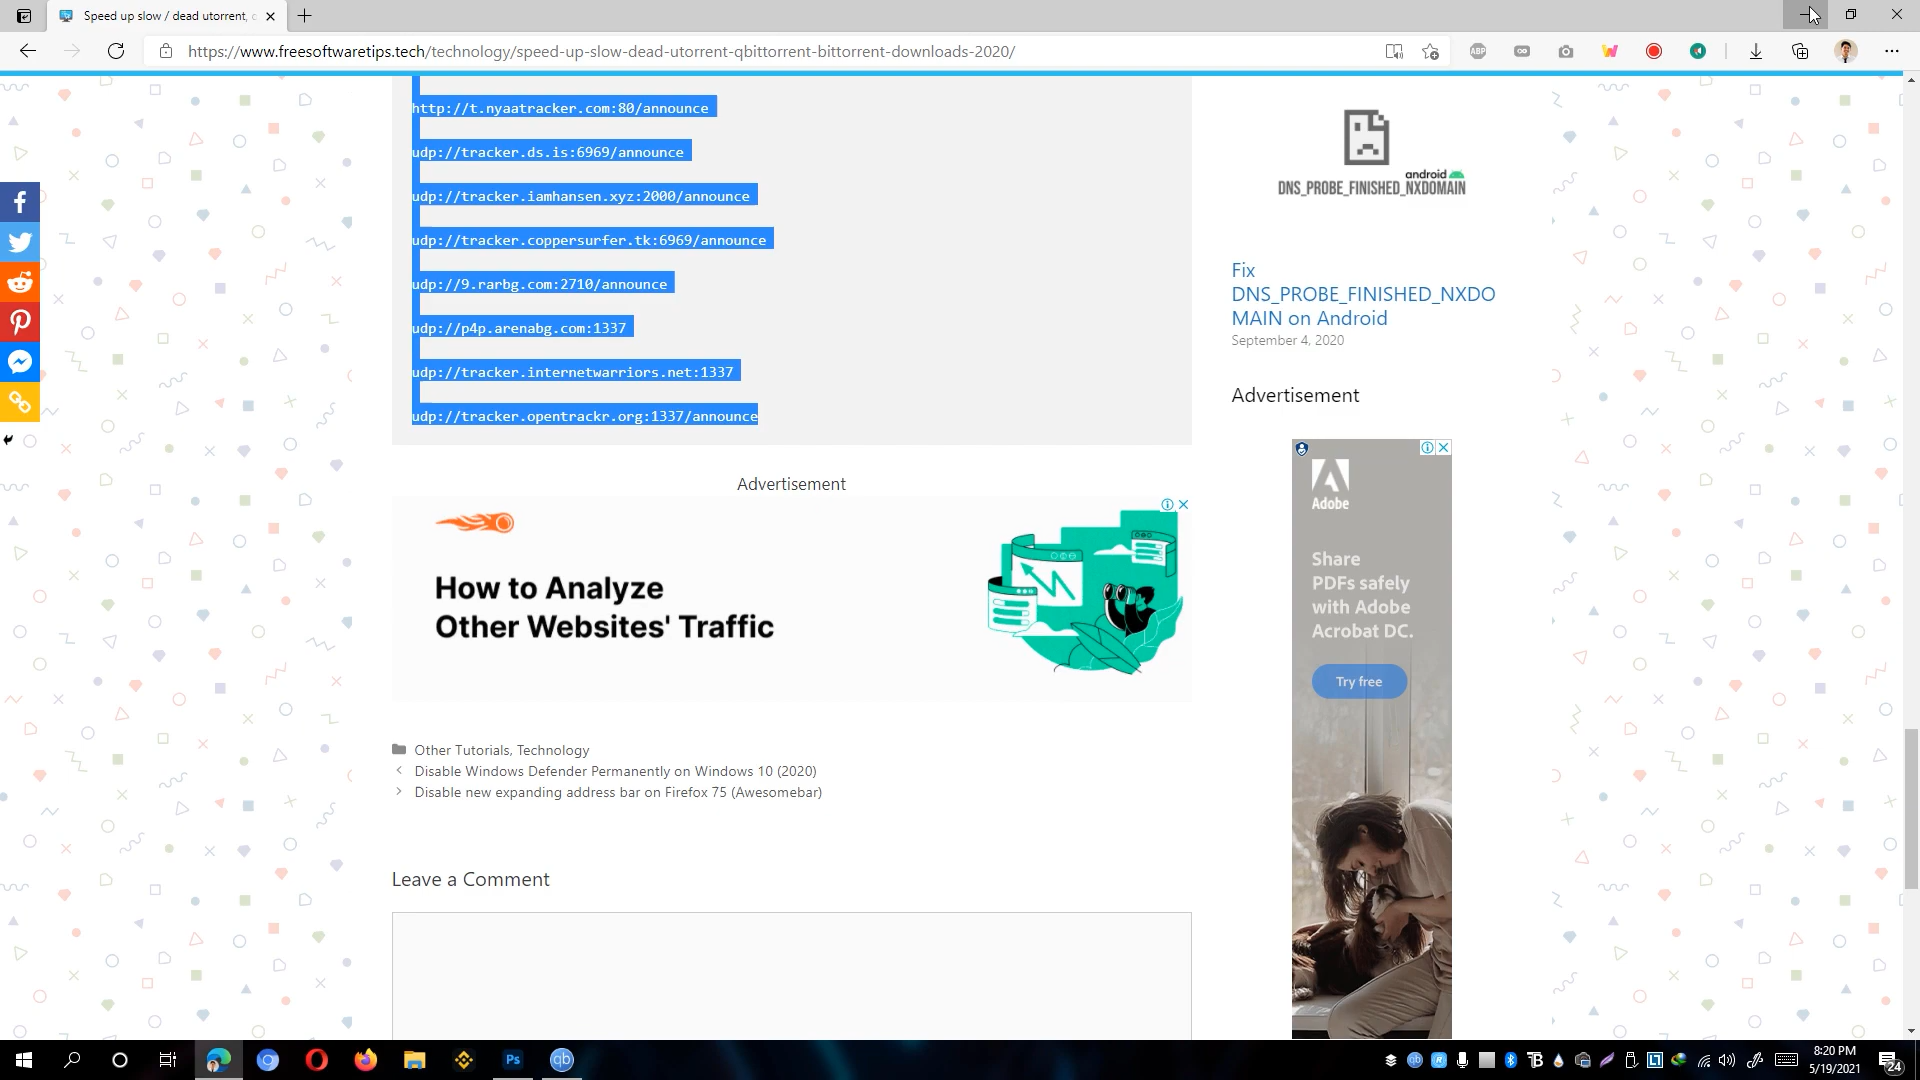 Speed up slow / dead utorrent,
https://www.freesoftwaretips.tech/technology/speed-up-slow-dead-utorrent-qbittorrent-bittorrent-downloads-2020/
ABP
http://t.nyaatracker.com:80/announce
udp://tracker.ds.is:6969/announce
udp://tracker.iamhansen.xyz:2000/announce
udp://tracker.coppersurfer.tk:6969/announce
udp://9.rarbg.com:2710/announce
udp://p4p.arenabg.com:1337
udp://tracker.internetwarriors.net:1337
udp://tracker.opentrackr.org:1337/announce
Advertisement
How to Analyze
Other Websites' Traffic
Other Tutorials, Technology
Disable Windows Defender Permanently on Windows 10 (2020)
Disable new expanding address bar on Firefox 75 (Awesomebar)
Leave a Comment
android
DNS_PROBE_FINISHED_NXDOMAIN
Fix
DNS_PROBE_FINISHED_NXDO
MAIN on Android
September 4, 2020
Advertisement
Adobe
Share
PDFs safely
with Adobe
Acrobat DC.
Try free
Ps
qb
8:20 PM
5/19/2021
24